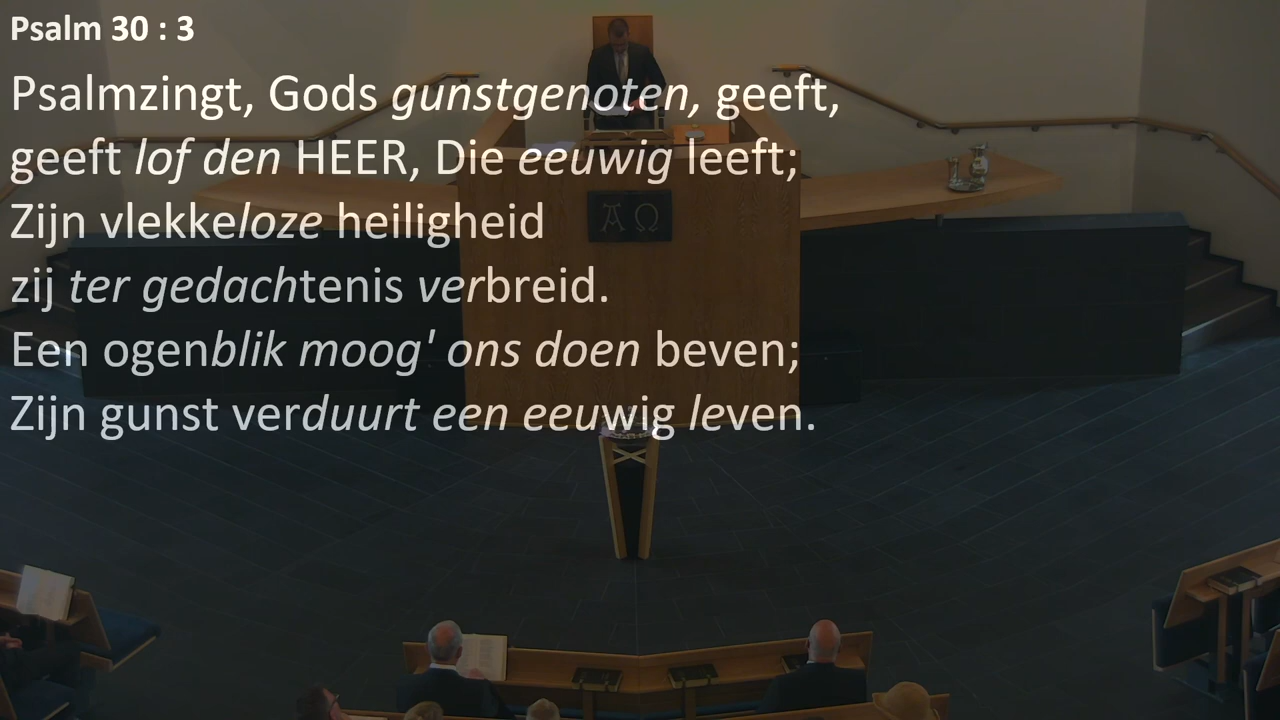 Psalm 30 : 3
Psalmzingt, Gods gunstgenoten, geeft,
geeft lof den HEER, Die eeuwig leeft;
Zijn vlekkeloze heiligheid
zij ter gedachtenis verbreid.
Een ogenblik moog' ons doen beven;
Zijn gunst verduurt een eeuwig leven.
Α Ω